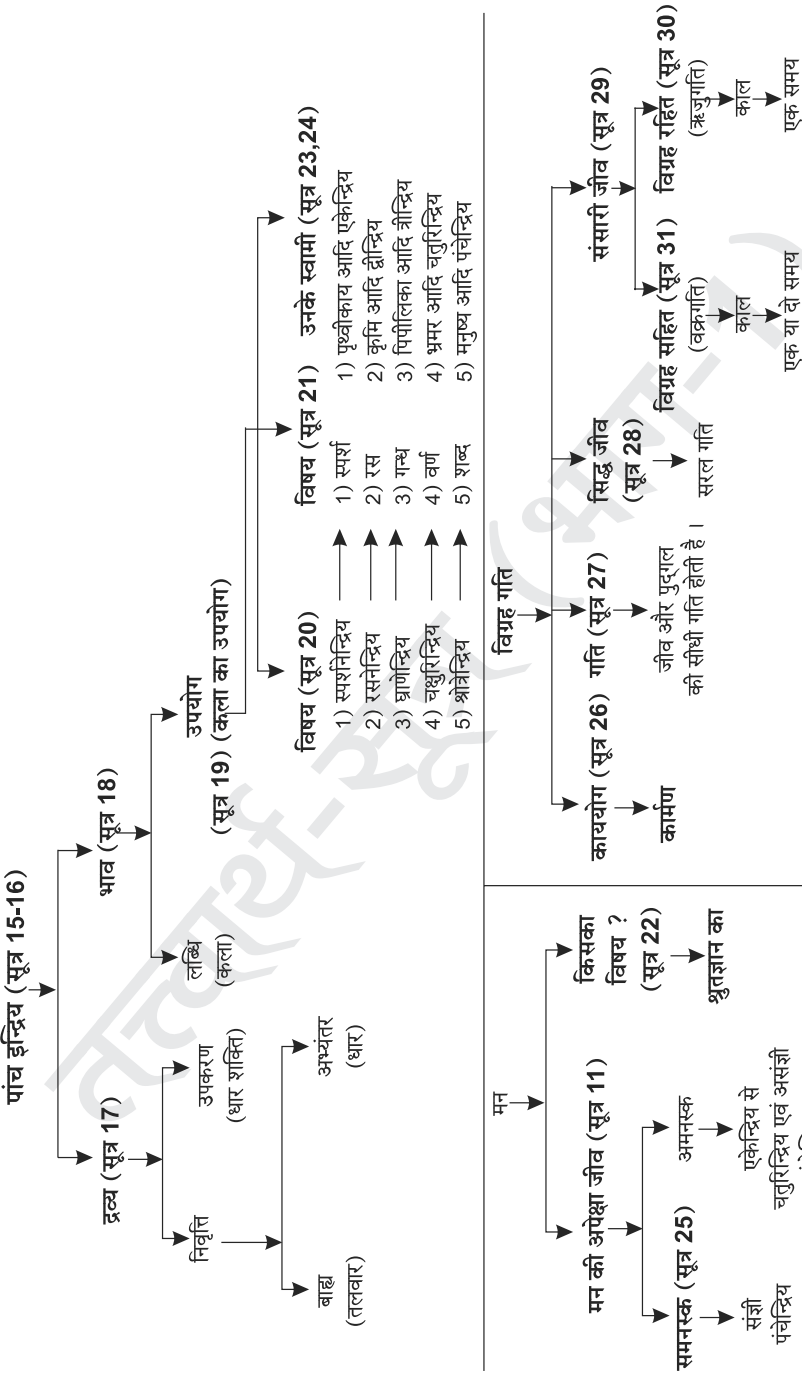 पांच इन्द्रिय (सूत्र 15-16)
द्रव्य (सूत्र 17)
भाव (सूत्र 18)
निवृत्ति
उपकरण
(धार शक्ति)
लब्धि
(कला)
उपयोग
(सूत्र 19) (कला का उपयोग)
बाह्य
(तलवार)
अभ्यंतर
(धार)
विषय (सूत्र 20)
1) स्पर्शनेन्द्रिय
2) रसनेन्द्रिय
3) घ्राणेन्द्रिय
4) चक्षुरिन्द्रिय
5) श्रोत्रेन्द्रिय
विषय (सूत्र 21)
1) स्पर्श
2) रस
3) गन्ध
4) वर्ण
5) शब्द
उनके स्वामी (सूत्र 23,24)
1) पृथ्वीकाय आदि एकेन्द्रिय
2) कृमि आदि द्वीन्द्रिय
3) पिपीलिका आदि त्रीन्द्रिय
4) भ्रमर आदि चतुरिन्द्रिय
5) मनुष्य आदि पंचेन्द्रिय
मन
मन की अपेक्षा जीव (सूत्र 11)
किसका
विषय ?
(सूत्र 22)
श्रुतज्ञान का
समनस्क (सूत्र 25)
संज्ञी
पंचेन्द्रिय
अमनस्क
एकेन्द्रिय से
चतुरिन्द्रिय एवं असंज्ञी
विग्रह गति
काययोग (सूत्र 26)
कार्मण
गति (सूत्र 27)
जीव और पुद्गल
की सीधी गति होती है ।
सिद्ध जीव
(सूत्र 28)
सरल गति
संसारी जीव (सूत्र 29)
विग्रह सहित (सूत्र 31)
(वक्रगति)
काल
एक या दो समय
विग्रह रहित (सूत्र 30)
(ऋजुगति)
काल
एक समय
तत्त्वार्थ-सूत्र (भाग-1)